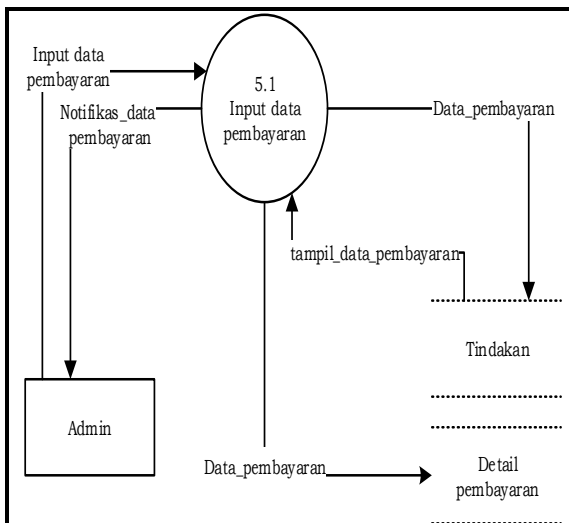 Input data
pembayaran
Notifikas_data
pembayaran
5.1
Input data
pembayaran
Data_pembayaran
tampil_data_pembayaran
Tindakan
Admin
Data_pembayaran
Detail
pembayaran